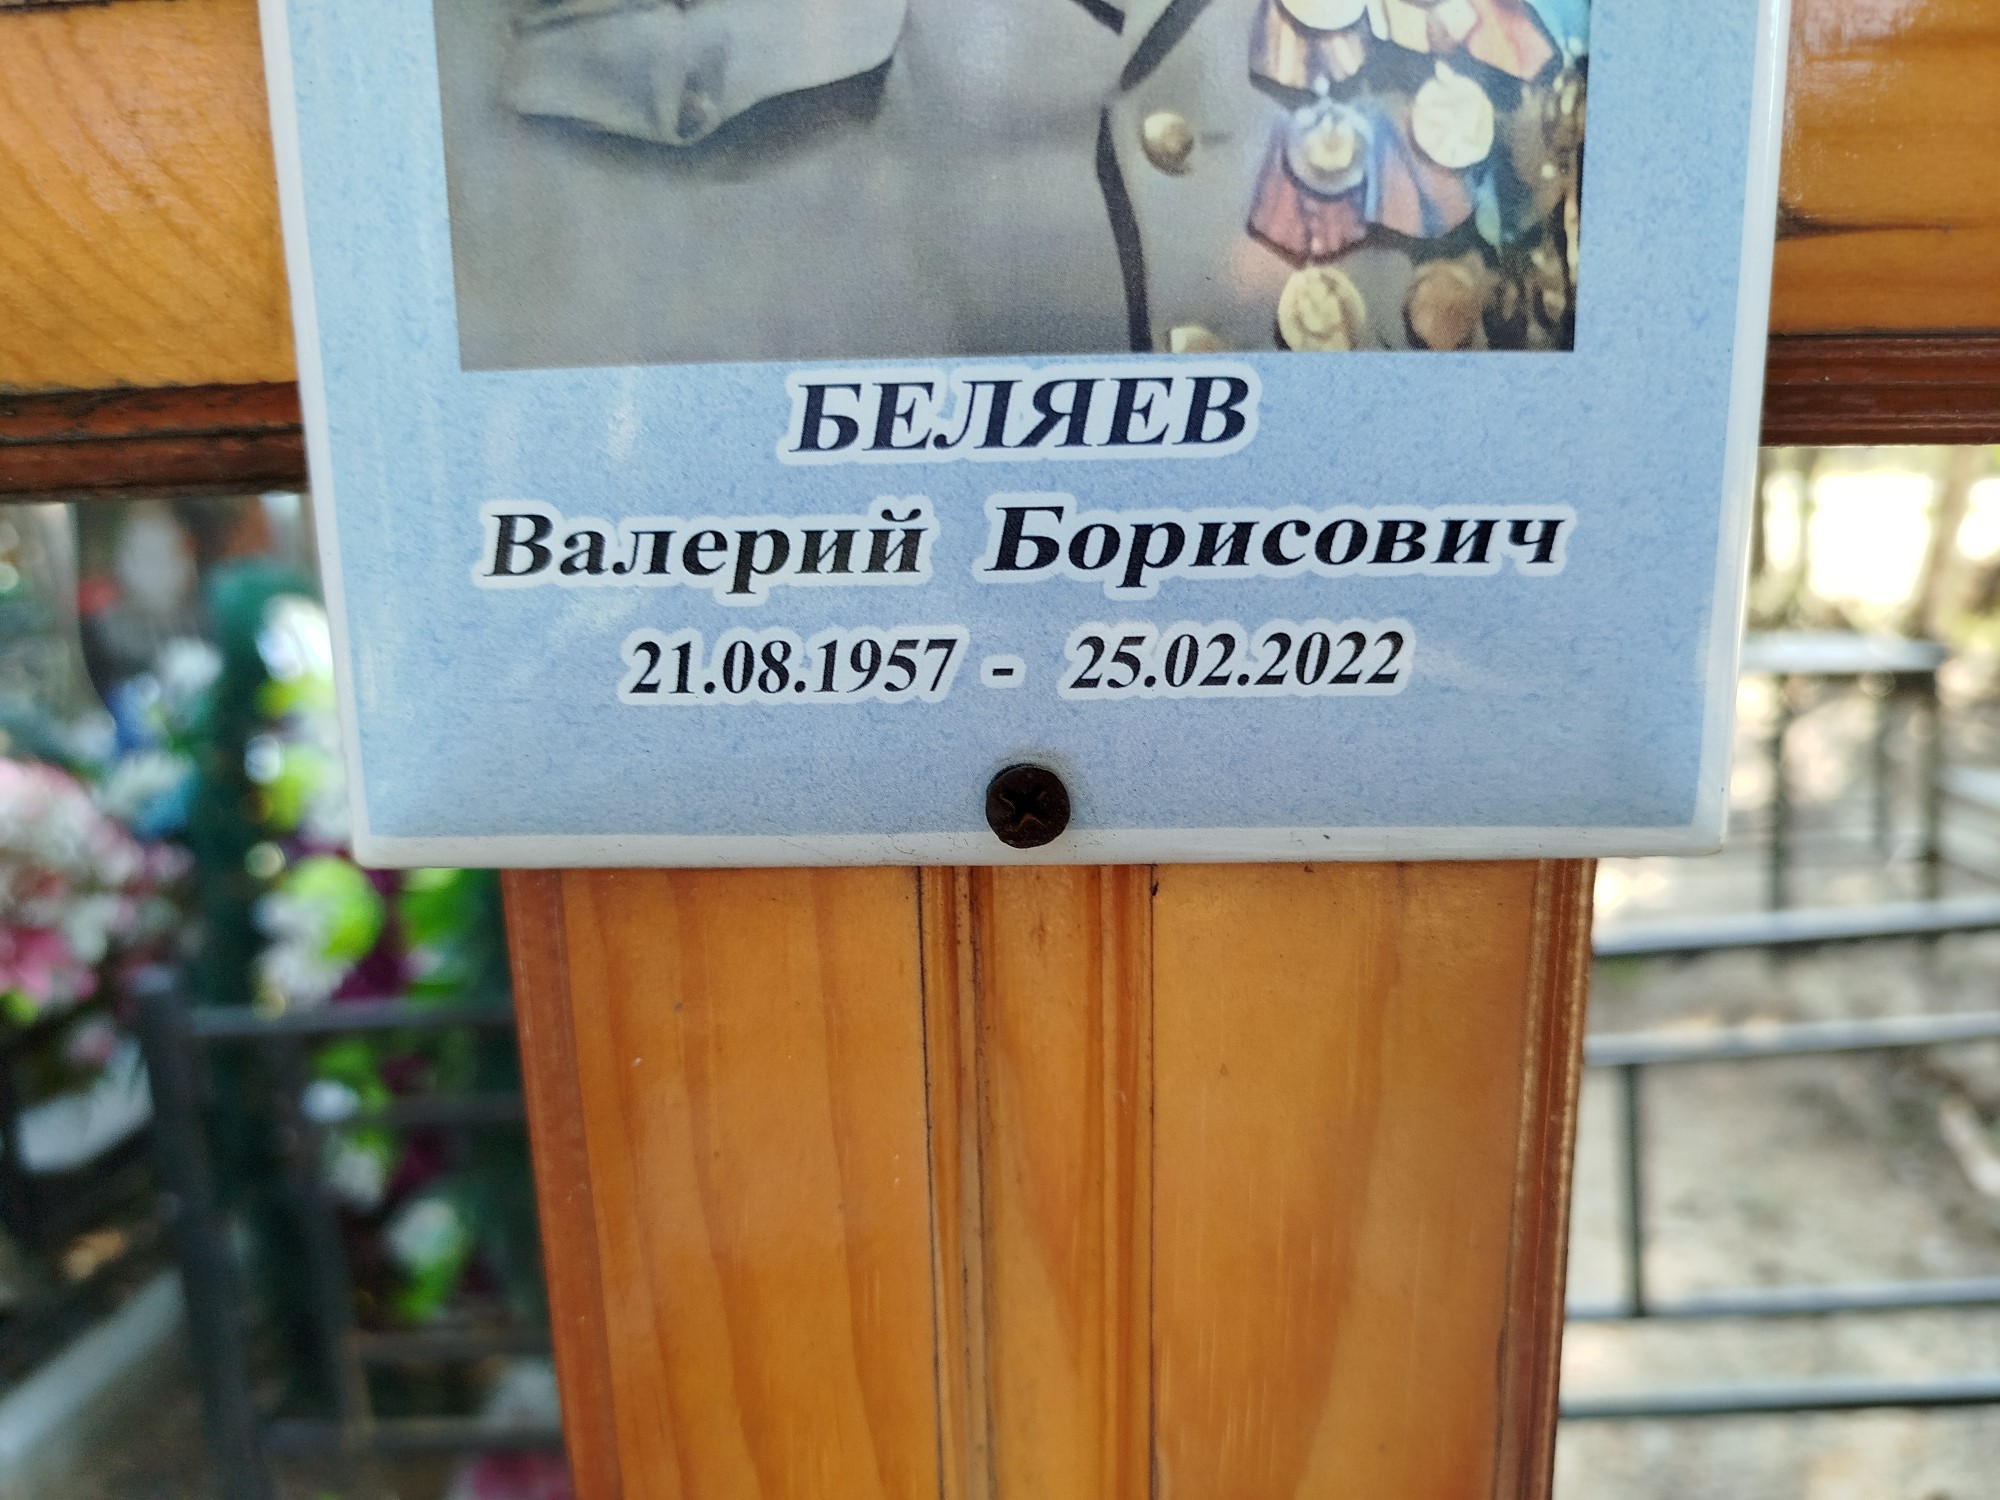 БЕЛЯЕВ
Валерий Борисович
21.08.1957 - 25.02.2022